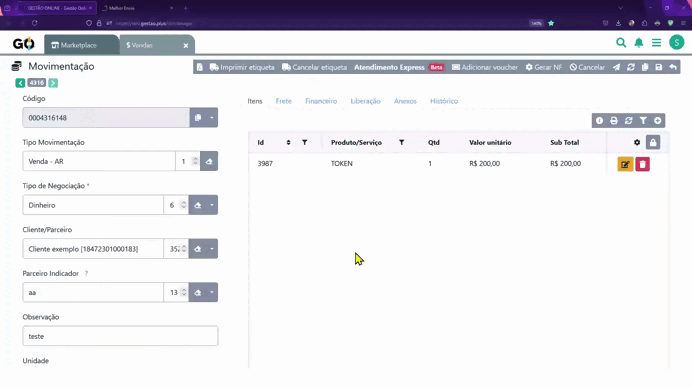 GESTÃO ONLINE - Gestão Onli
Melhor Envio
GO
Marketplace
$ Vendas
S
Movimentação
Imprimir etiqueta
Cancelar etiqueta
Atendimento Express Beta
Adicionar voucher
Gerar NF
Cancelar
4316
Código
0004316148
Tipo Movimentação
Venda - AR
1
Tipo de Negociação *
Dinheiro
6
Cliente/Parceiro
Cliente exemplo [18472301000183]
352
Parceiro Indicador ?
aa
13
Observação
teste
Unidade
Itens Frete Financeiro Liberação Anexos Histórico
Id Produto/Serviço Qtd Valor unitário Sub Total
3987 TOKEN 1 R$ 200,00 R$ 200,00